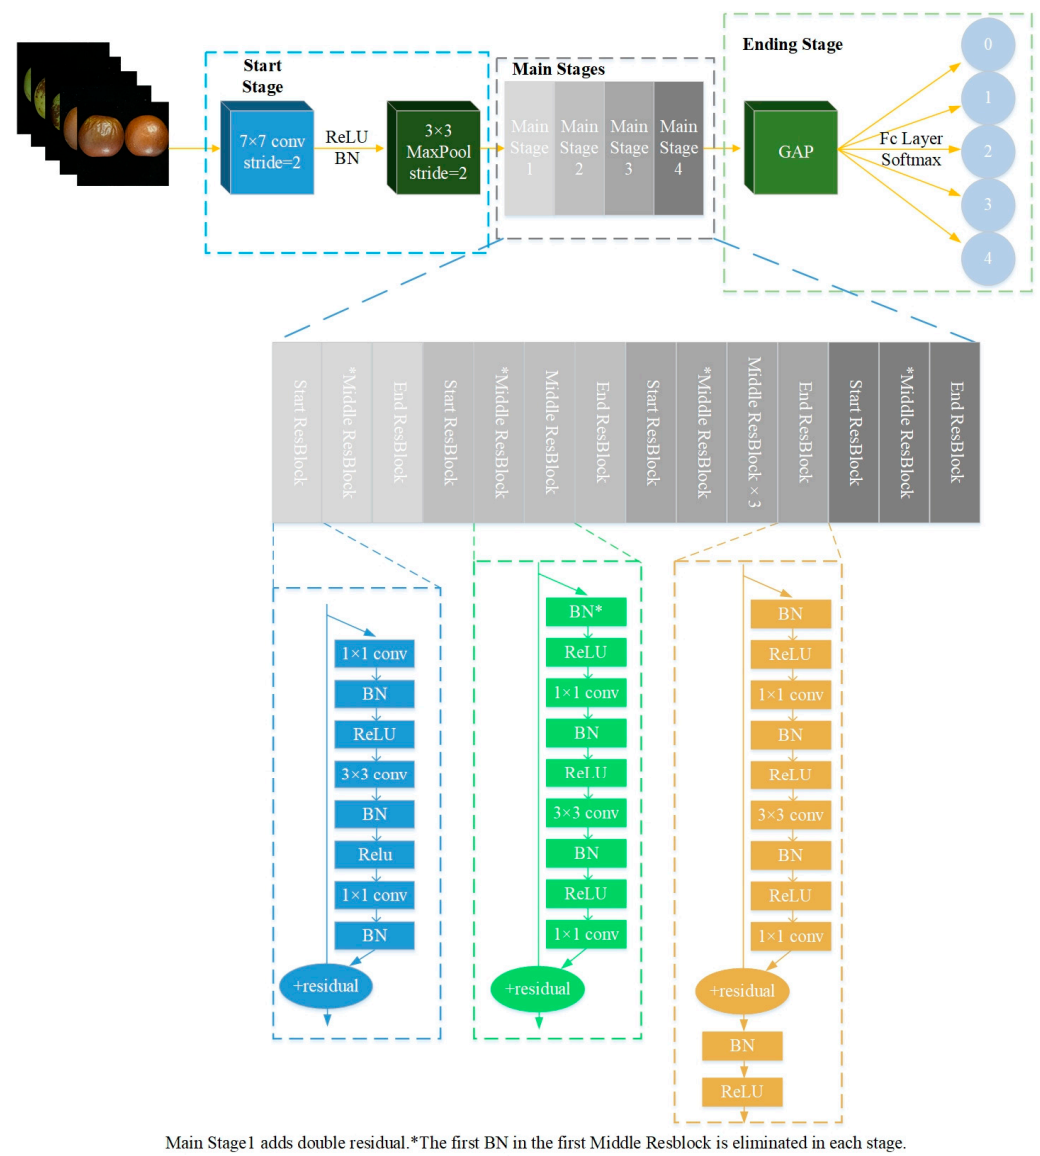 Start
Stage
7×7 conv
stride=2
ReLU
BN
3×3
MaxPool
stride=2
Main Stages
Main
Stage
1
Main
Stage
2
Main
Stage
3
Main
Stage
4
Ending Stage
GAP
Fc Layer
Softmax
0
1
2
3
4
Start ResBlock
*Middle ResBlock
End ResBlock
Start ResBlock
*Middle ResBlock
Middle ResBlock
End ResBlock
Start ResBlock
*Middle ResBlock
Middle ResBlock × 3
End ResBlock
Start ResBlock
*Middle ResBlock
End ResBlock
1×1 conv
BN
ReLU
3×3 conv
BN
Relu
1×1 conv
BN
+residual
BN*
ReLU
1×1 conv
BN
ReLU
3×3 conv
BN
ReLU
1×1 conv
+residual
BN
ReLU
1×1 conv
BN
ReLU
3×3 conv
BN
ReLU
1×1 conv
+residual
BN
ReLU
Main Stage1 adds double residual.*The first BN in the first Middle Resblock is eliminated in each stage.